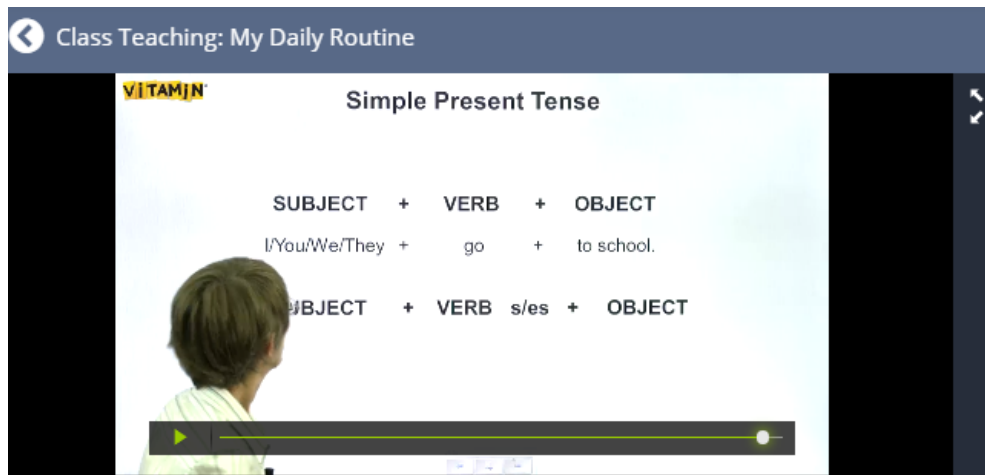 Class Teaching: My Daily Routine
ViTAMiN
Simple Present Tense
SUBJECT + VERB + OBJECT
I/You/We/They + go + to school.
SUBJECT + VERB s/es + OBJECT